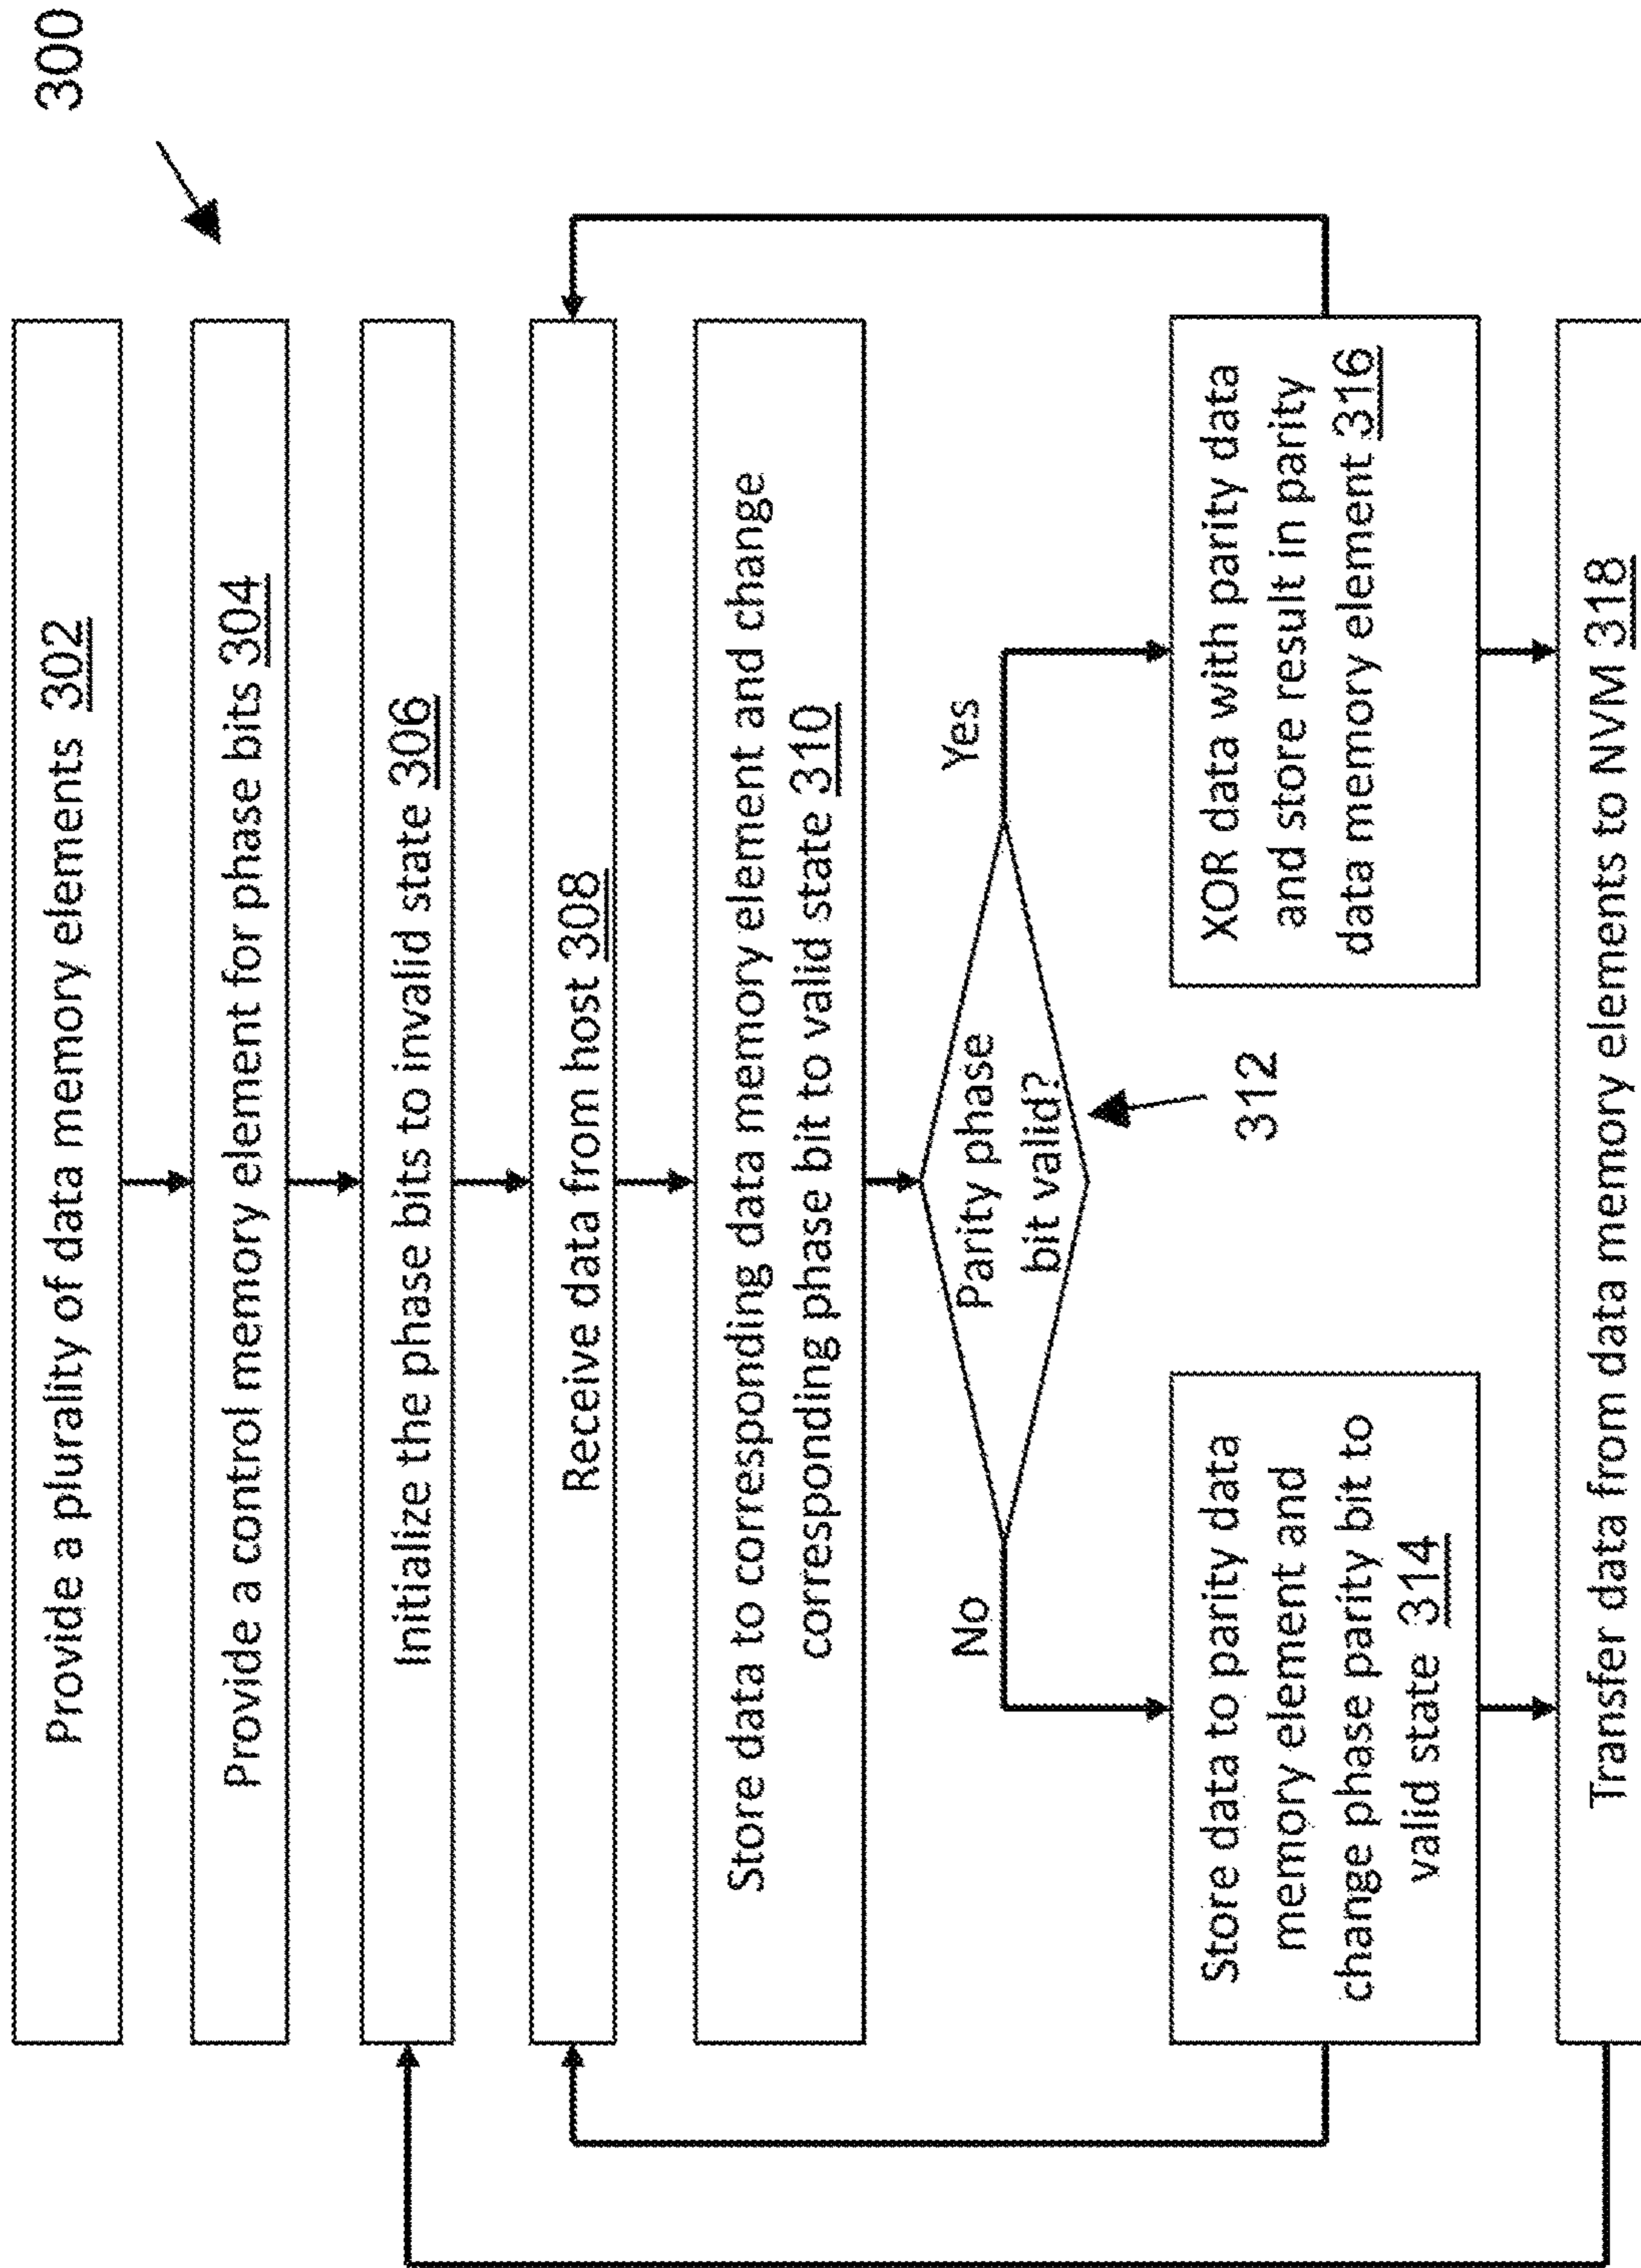 300
Provide a plurality of data memory elements 302
Provide a control memory element for phase bits 304
Initialize the phase bits to invalid state 306
Receive data from host 308
Store data to corresponding data memory element and change
corresponding phase bit to valid state 310
No
Parity phase
bit valid?
Yes
312
Store data to parity data
memory element and
change phase parity bit to
valid state 314
XOR data with parity data
and store result in parity
data memory element 316
Transfer data from data memory elements to NVM 318